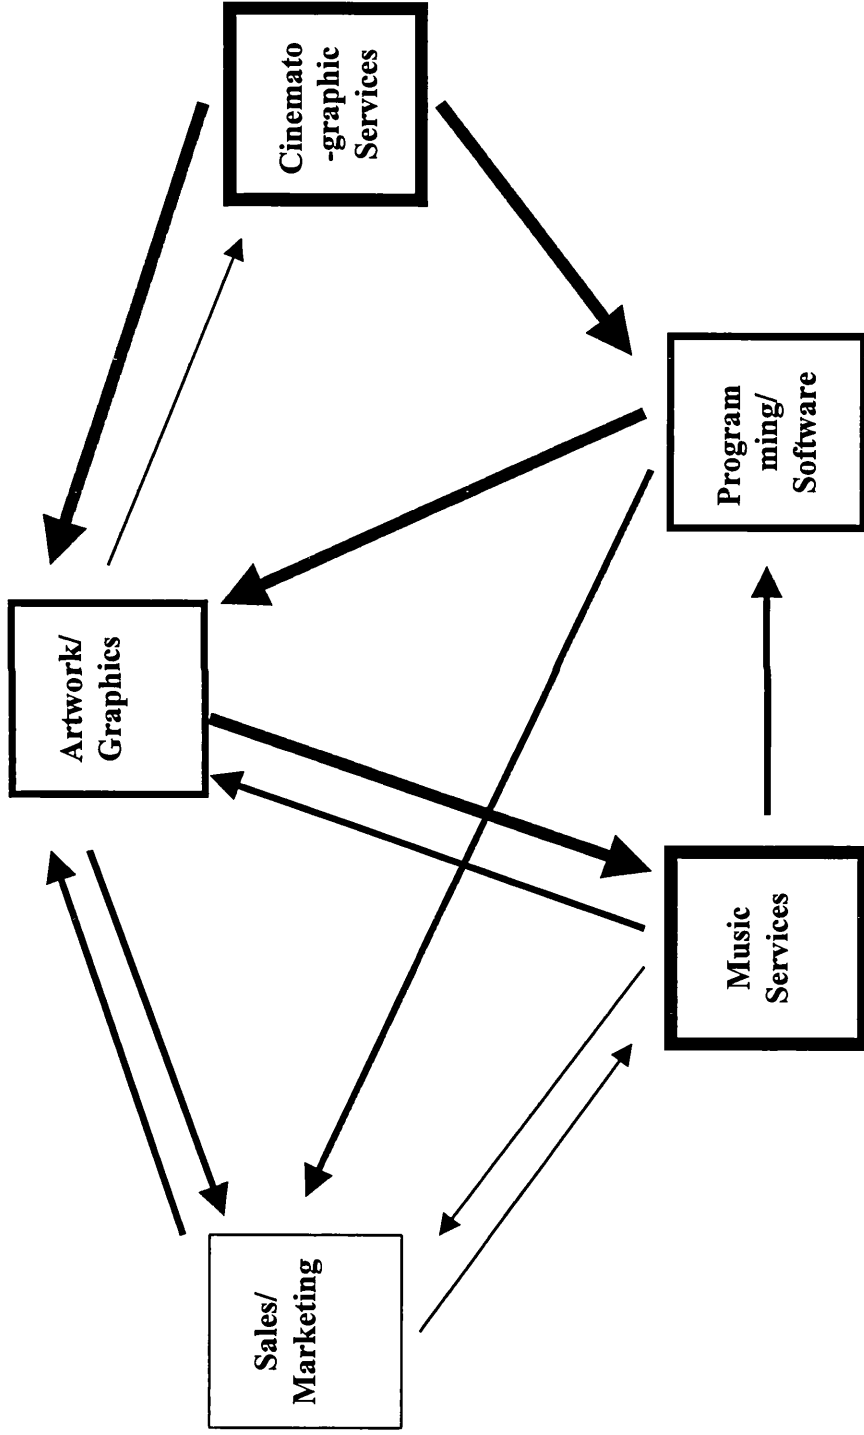 Cinemato
-graphic
Services
Artwork/
Graphics
Program
ming/
Software
Music
Services
Sales/
Marketing